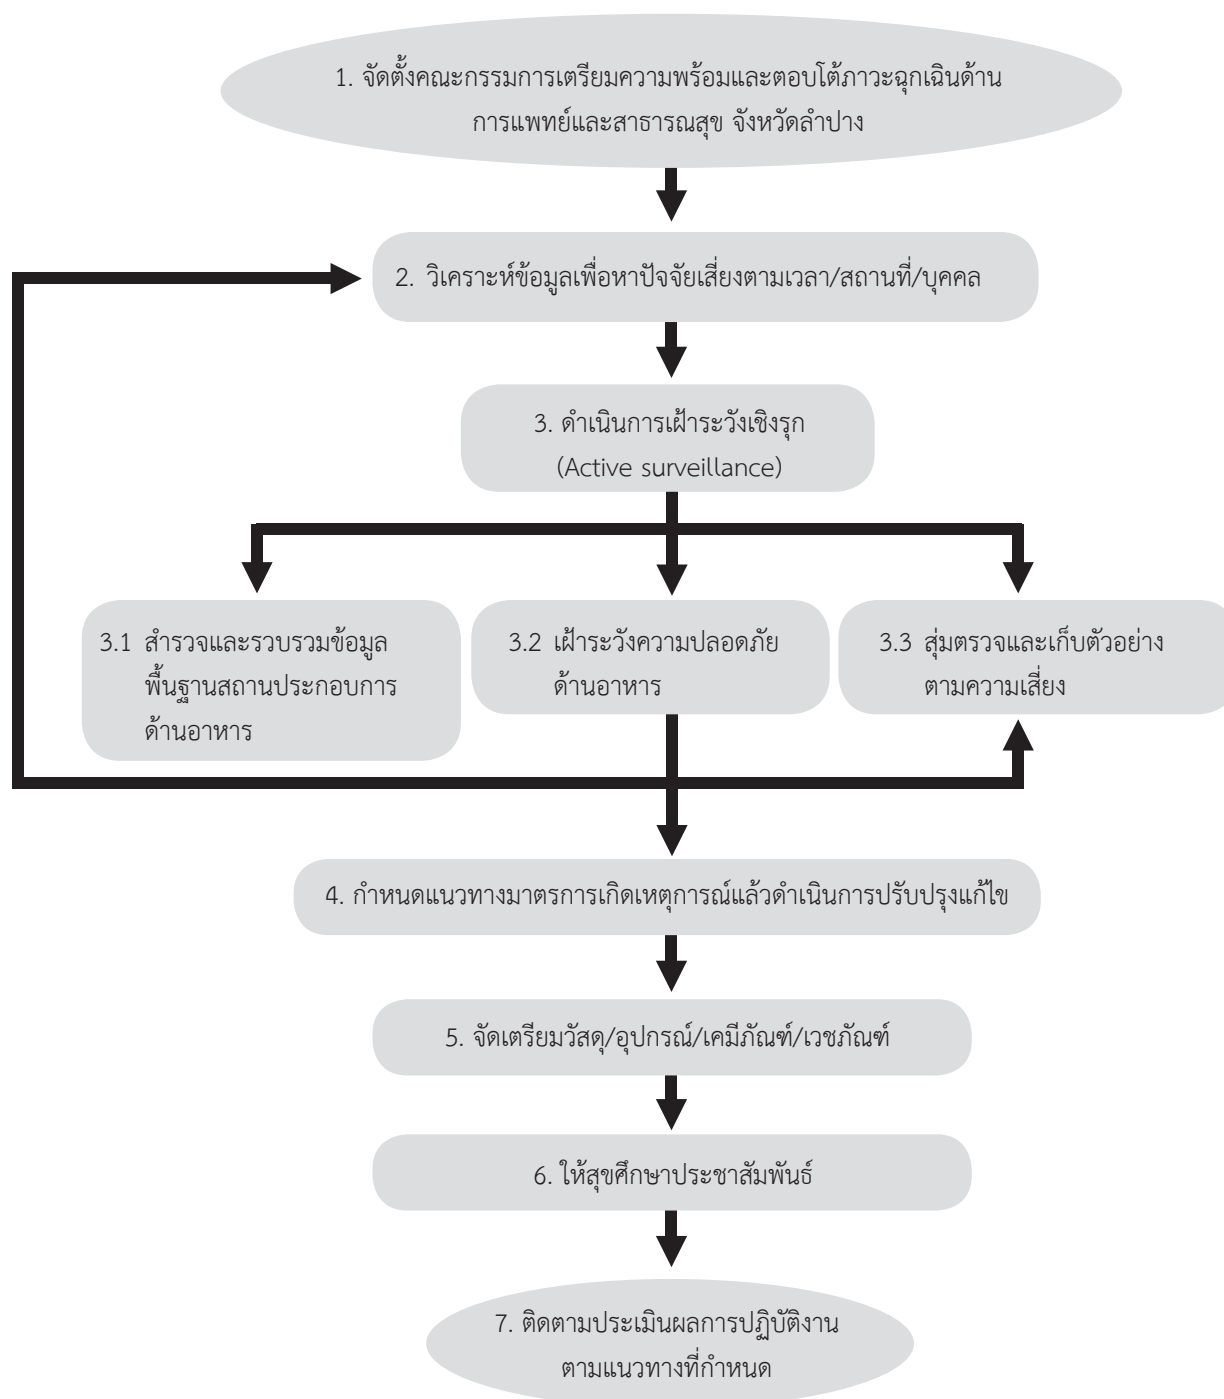 1. จัดตั้งคณะกรรมการเตรียมความพร้อมและตอบโต้ภาวะฉุกเฉินด้าน
การแพทย์และสาธารณสุข จังหวัดลำปาง
2. วิเคราะห์ข้อมูลเพื่อหาปัจจัยเสี่ยงตามเวลา/สถานที่/บุคคล
3. ดำเนินการเฝ้าระวังเชิงรุก
(Active surveillance)
3.1 สำรวจและรวบรวมข้อมูล
พื้นฐานสถานประกอบการ
ด้านอาหาร
3.2 เฝ้าระวังความปลอดภัย
ด้านอาหาร
3.3 สุ่มตรวจและเก็บตัวอย่าง
ตามความเสี่ยง
4. กำหนดแนวทางมาตรการเกิดเหตุการณ์แล้วดำเนินการปรับปรุงแก้ไข
5. จัดเตรียมวัสดุ/อุปกรณ์/เคมีภัณฑ์/เวชภัณฑ์
6. ให้สุขศึกษาประชาสัมพันธ์
7. ติดตามประเมินผลการปฏิบัติงาน
ตามแนวทางที่กำหนด